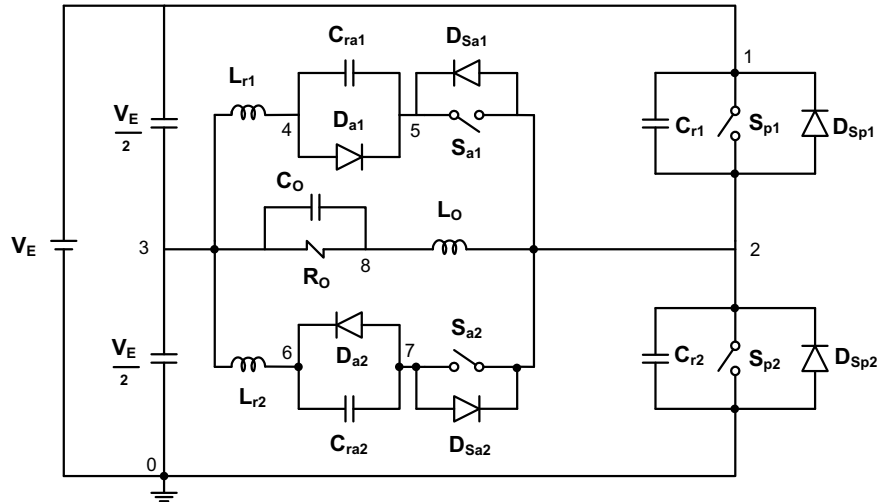 C_ra1
D_Sa1
L_r1
1
V_E
2
4
D_a1
5
S_a1
C_r1
S_p1
D_Sp1
C_O
L_O
V_E
3
8
R_O
2
V_E
2
6
D_a2
7
S_a2
C_r2
S_p2
D_Sp2
L_r2
C_ra2
D_Sa2
0